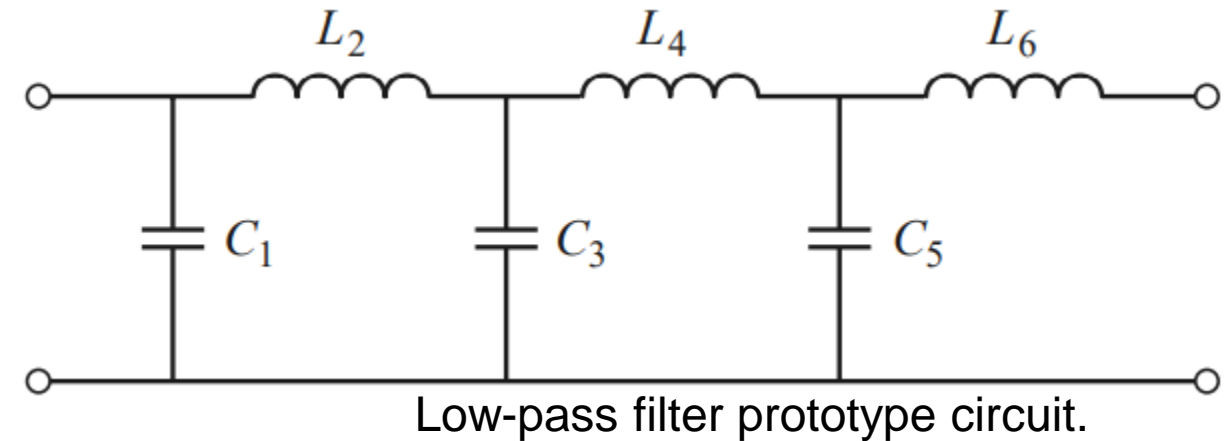 L₂ L₄ L₆
C₁ C₃ C₅
Low-pass filter prototype circuit.